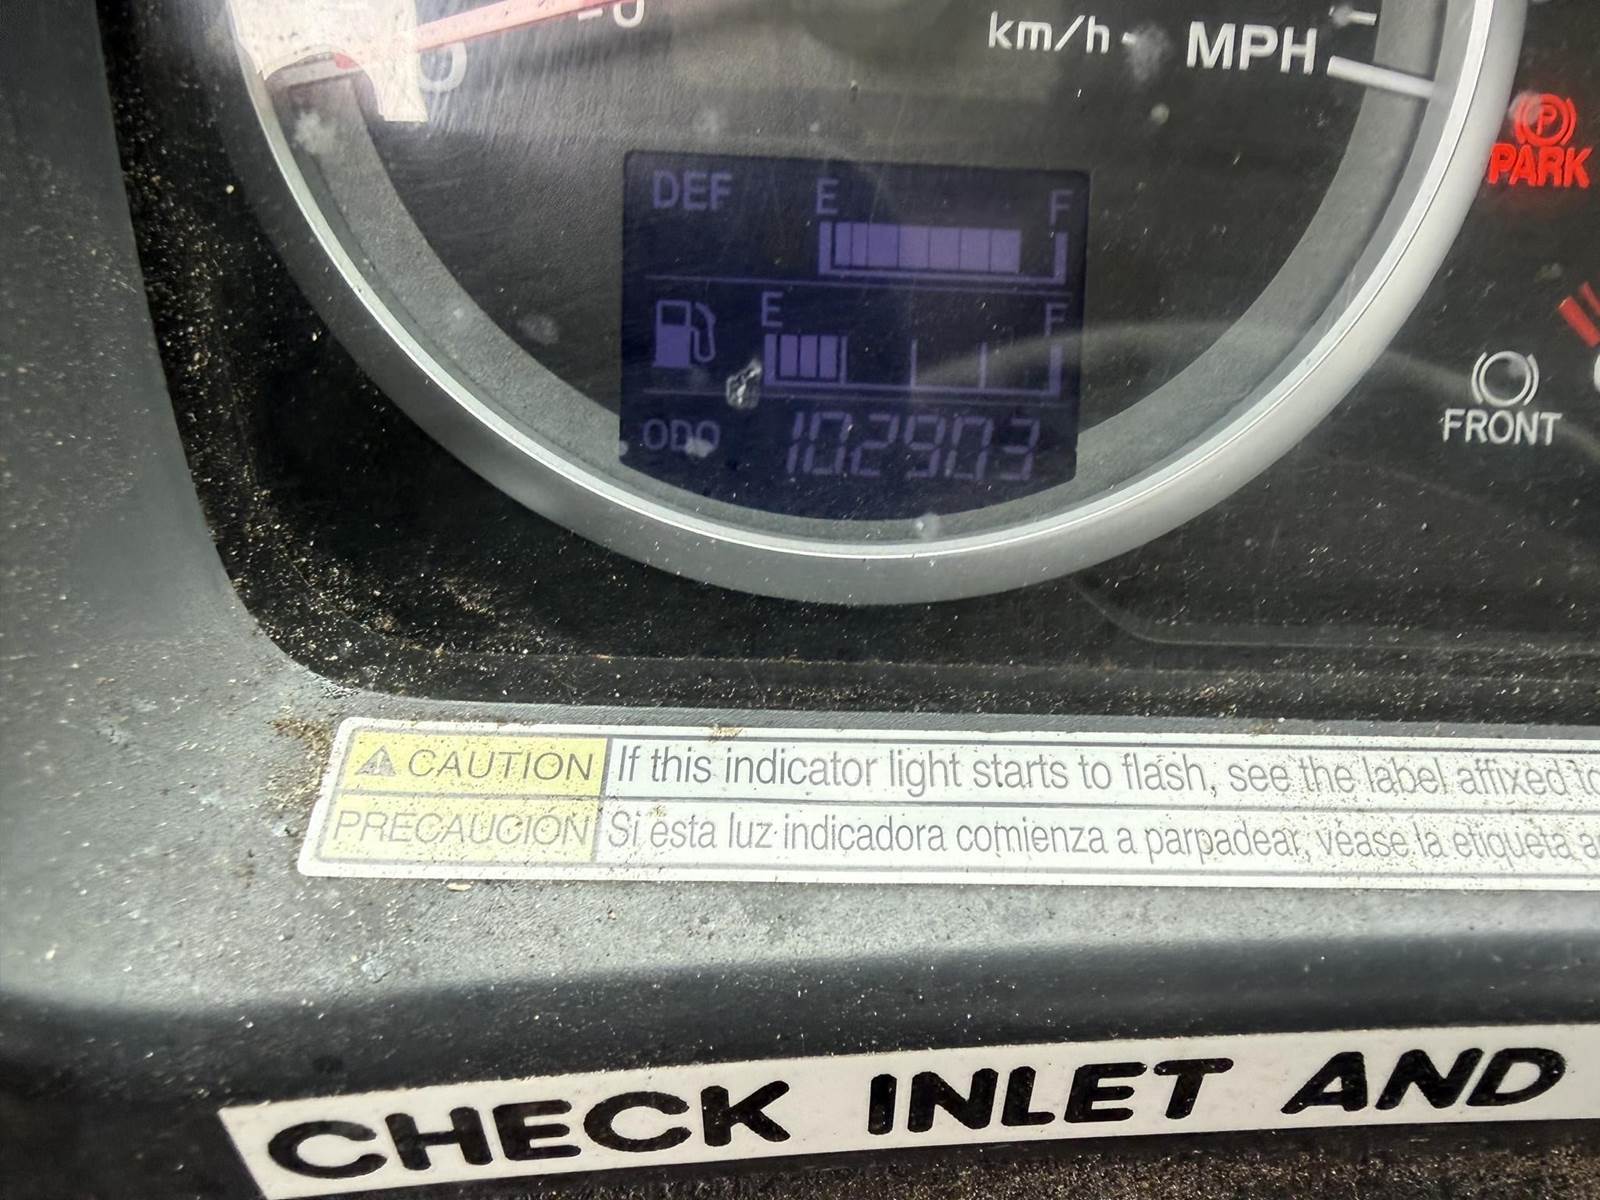 km/h MPH
PARK
DEF E F
E F
ODO 102903
FRONT
CAUTION If this indicator light starts to flash, see the label affixed to
PRECAUCIÓN Si esta luz indicadora comienza a parpadear, véase la etiqueta
CHECK INLET AND